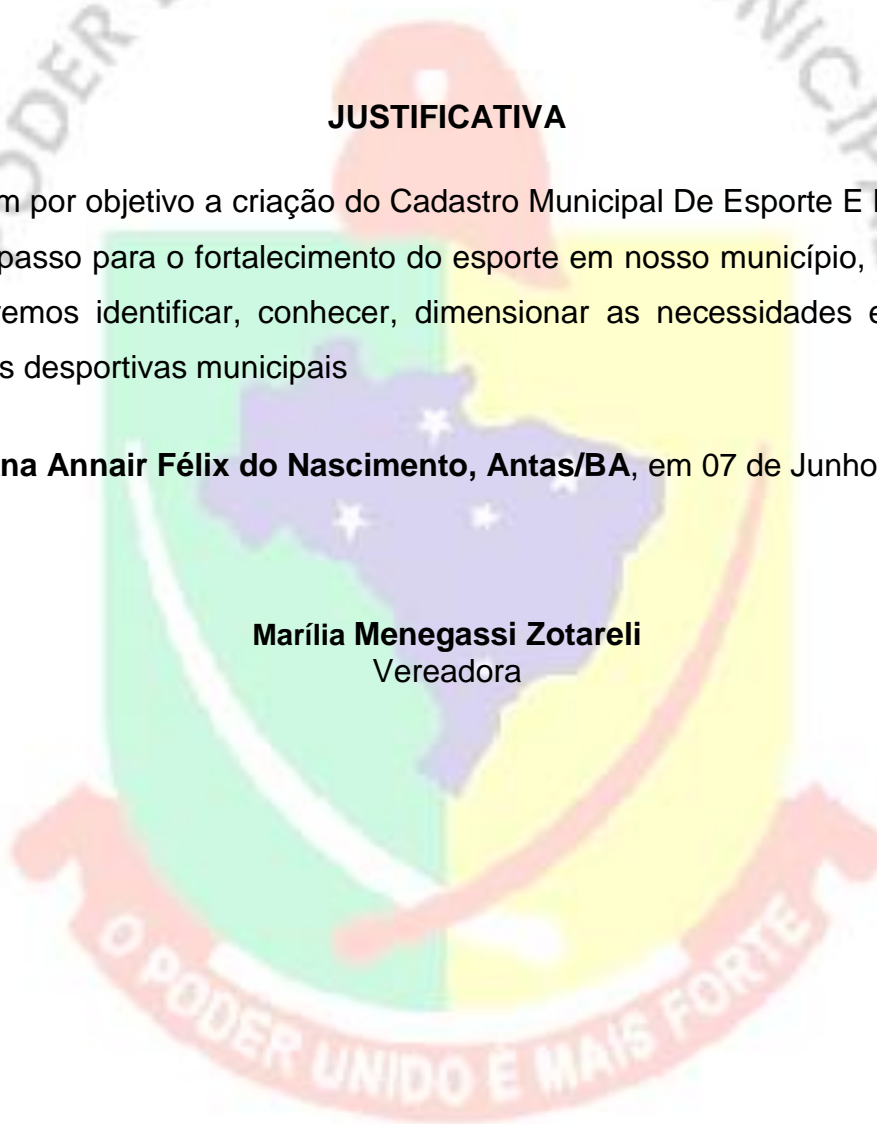 JUSTIFICATIVA
m por objetivo a criação do Cadastro Municipal De Esporte E
passo para o fortalecimento do esporte em nosso município,
remos identificar, conhecer, dimensionar as necessidades e
s desportivas municipais
na Annair Félix do Nascimento, Antas/BA, em 07 de Junho
Marília Menegassi Zotareli
Vereadora
O PODER UNIDO É MAIS FORTE